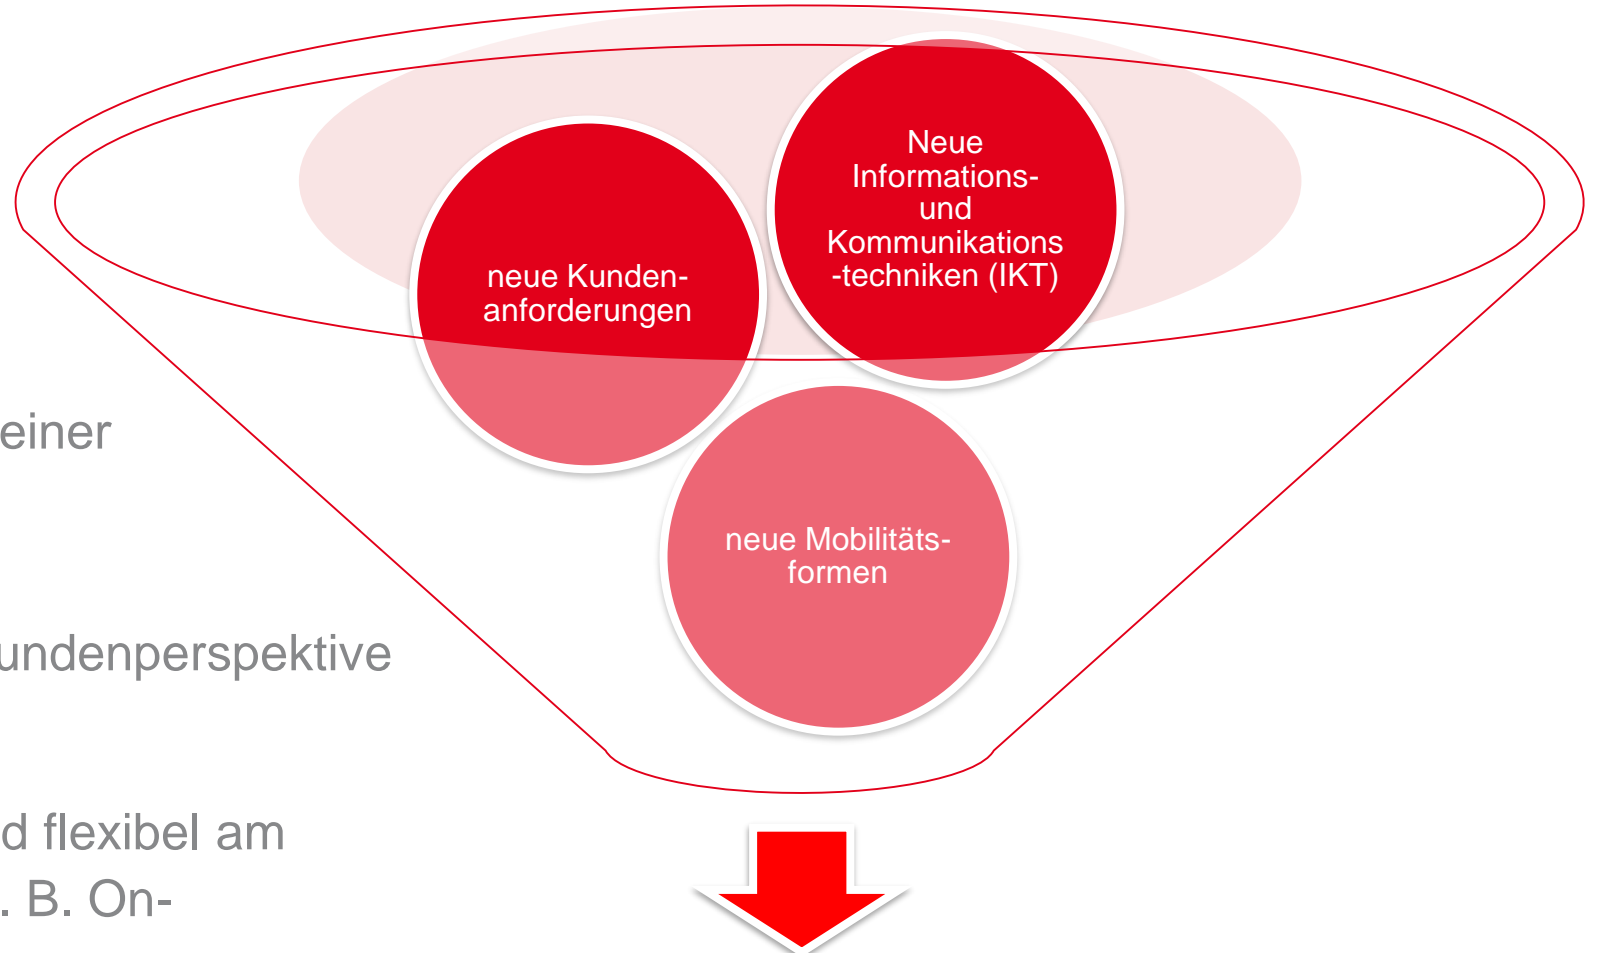 Neue
Informations-
und
Kommunikations
-techniken (IKT)
neue Kunden-
anforderungen
neue Mobilitäts-
formen
einer
undenperspektive
d flexibel am
. B. On-